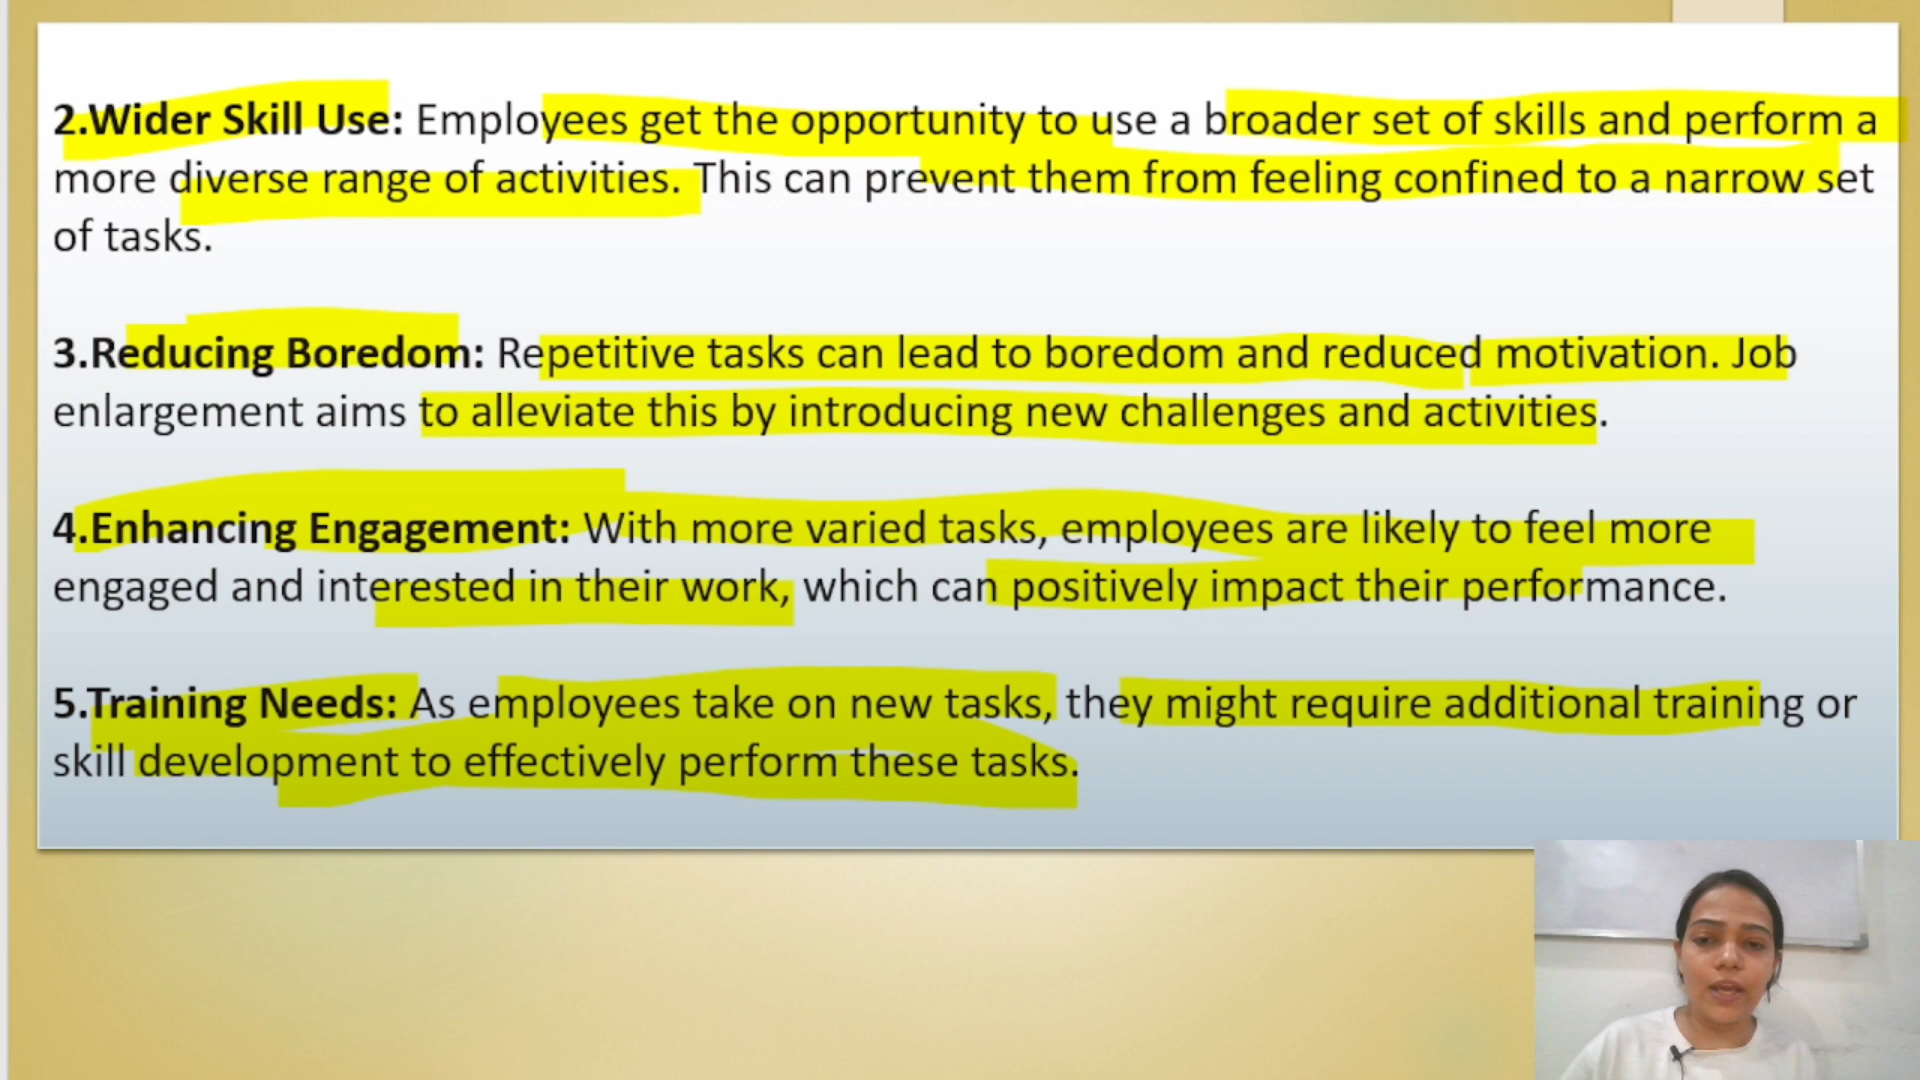 2.Wider Skill Use: Employees get the opportunity to use a broader set of skills and perform a
more diverse range of activities. This can prevent them from feeling confined to a narrow set
of tasks.
3.Reducing Boredom: Repetitive tasks can lead to boredom and reduced motivation. Job
enlargement aims to alleviate this by introducing new challenges and activities.
4.Enhancing Engagement: With more varied tasks, employees are likely to feel more
engaged and interested in their work, which can positively impact their performance.
5.Training Needs: As employees take on new tasks, they might require additional training or
skill development to effectively perform these tasks.